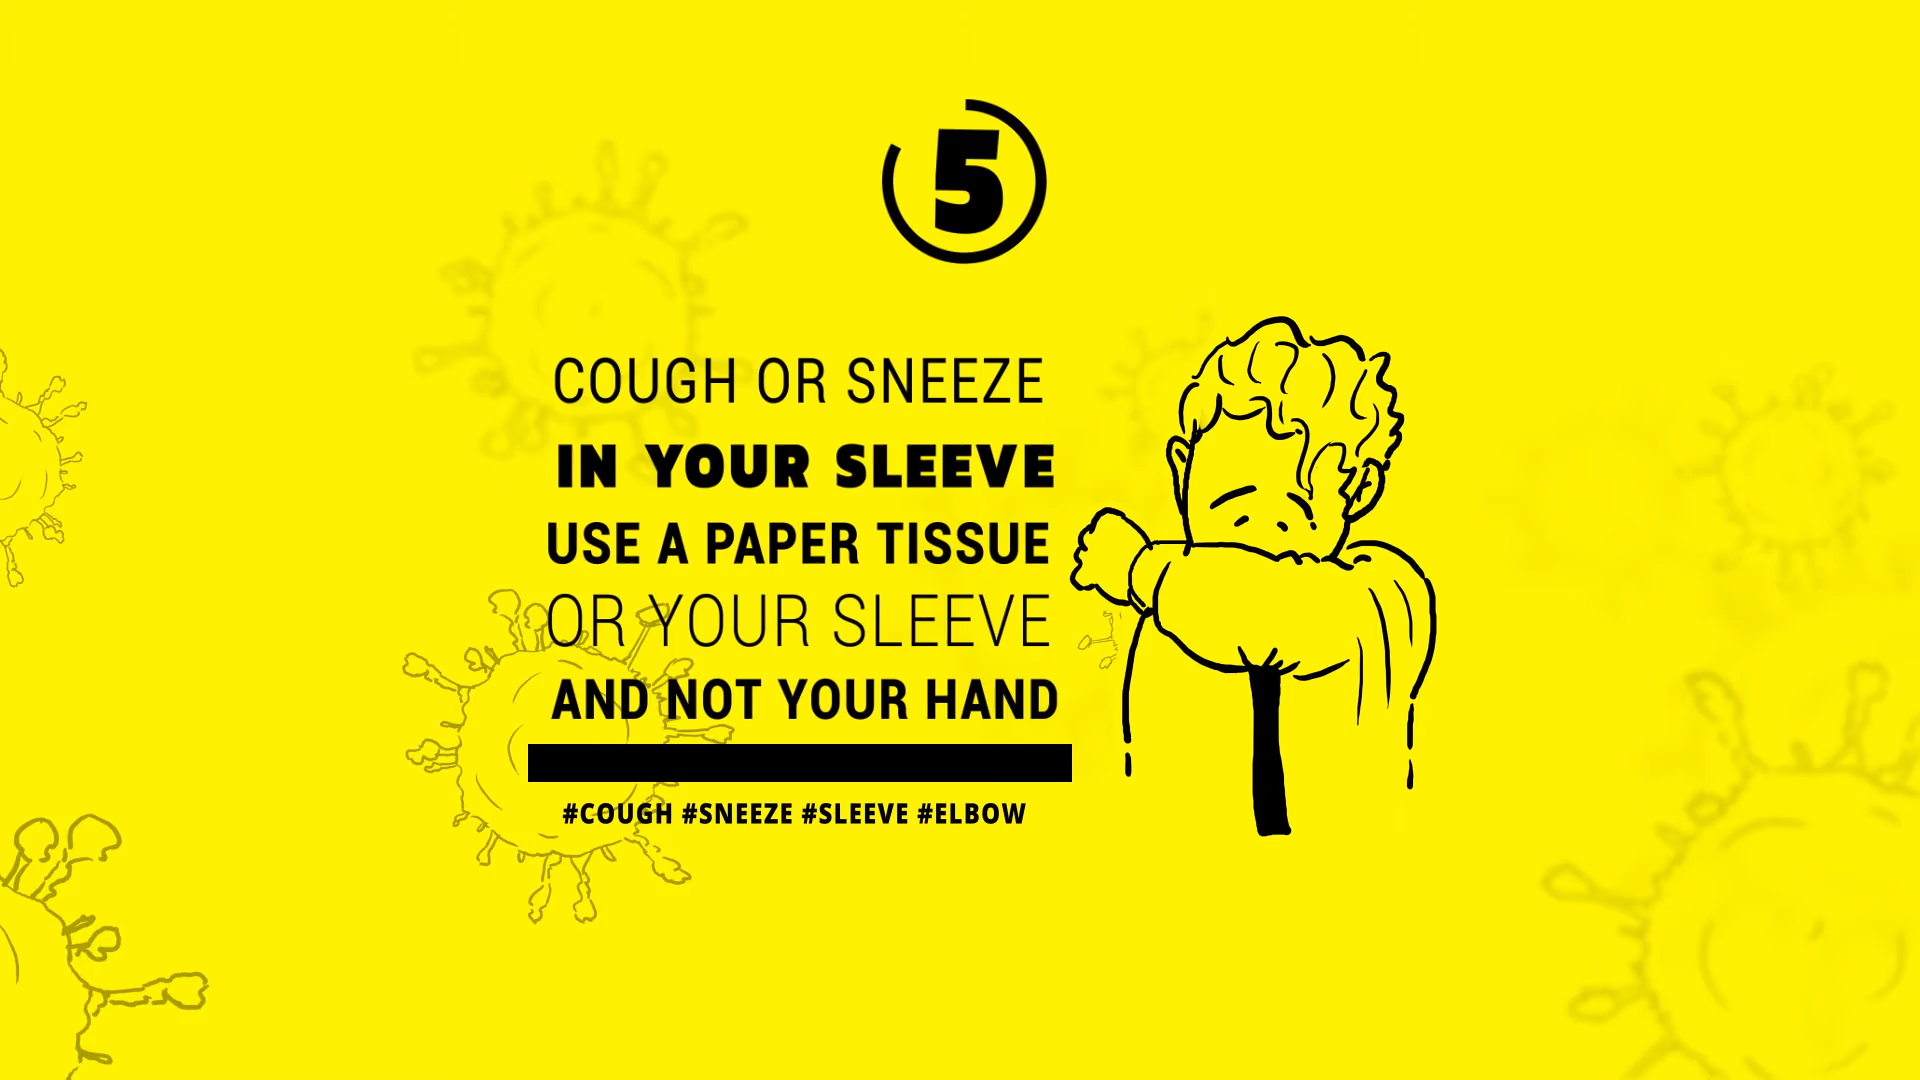 5
COUGH OR SNEEZE
IN YOUR SLEEVE
USE A PAPER TISSUE
OR YOUR SLEEVE
AND NOT YOUR HAND
#COUGH #SNEEZE #SLEEVE #ELBOW